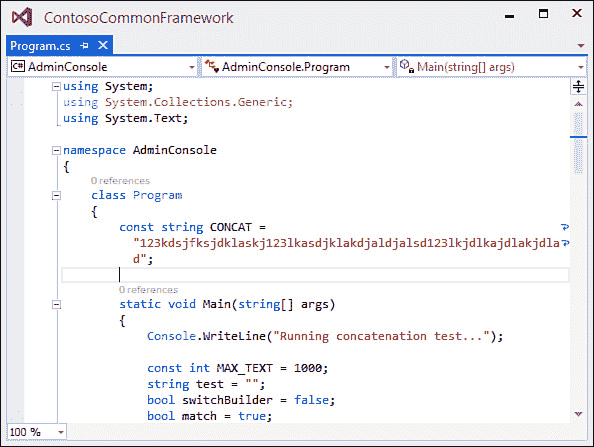 ContosoCommonFramework
Program.cs
C# AdminConsole AdminConsole.Program Main(string[] args)
using System;
using System.Collections.Generic;
using System.Text;
namespace AdminConsole
{
0 references
class Program
{
const string CONCAT =
"123kdsjfksjdklaskj123lkasdjklakdjaldjalsd123lkjdlkajdlakjdla
d";
0 references
static void Main(string[] args)
{
Console.WriteLine("Running concatenation test...");
const int MAX_TEXT = 1000;
string test = "";
bool switchBuilder = false;
bool match = true;
100 %